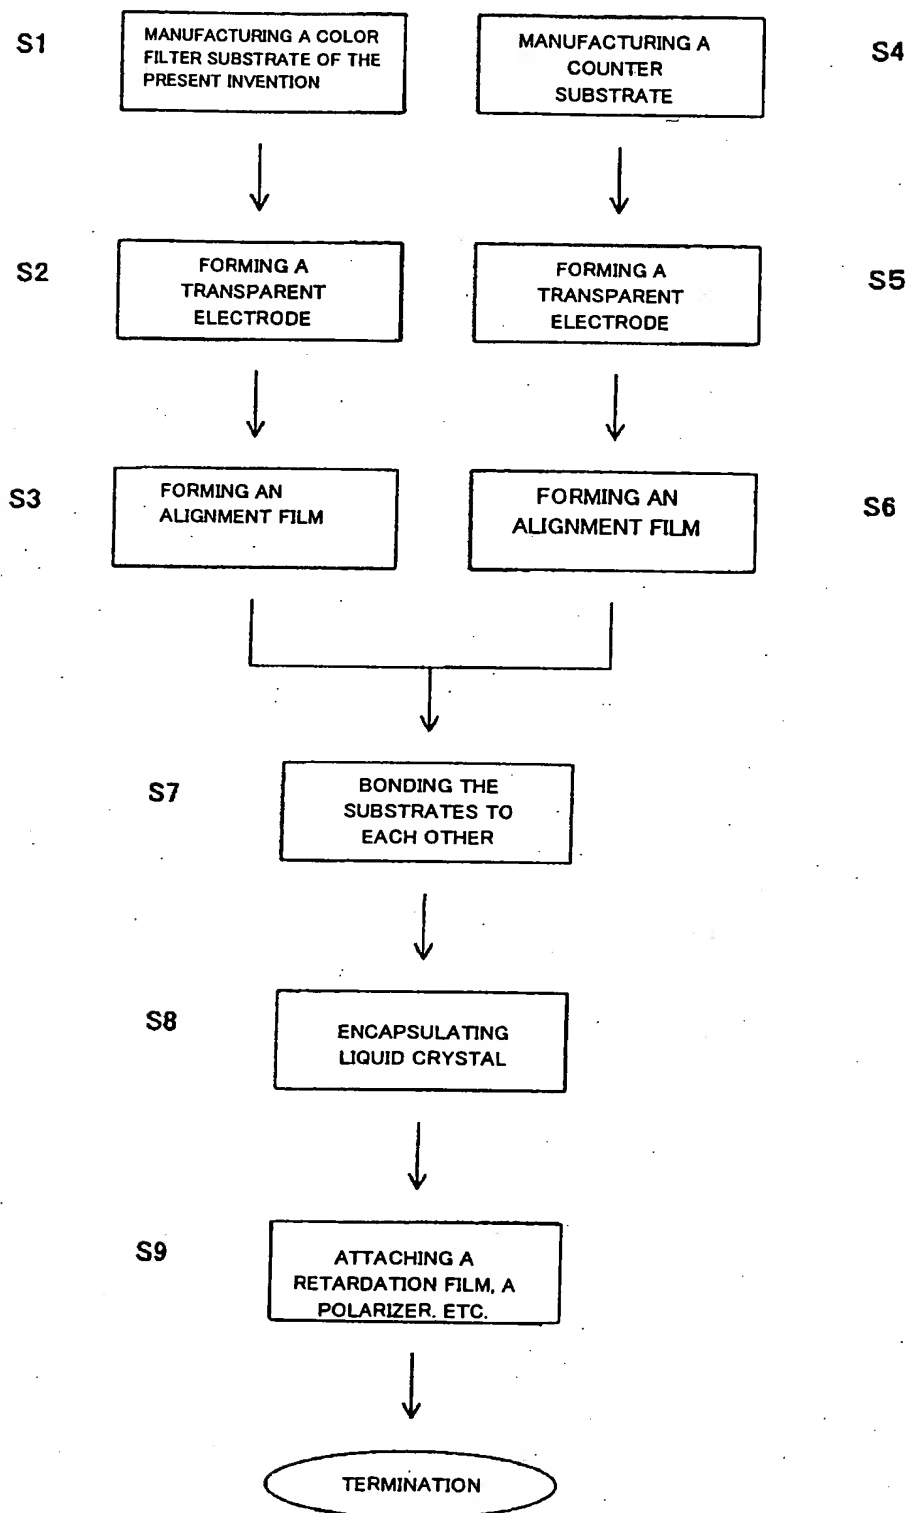 S1
MANUFACTURING A COLOR
FILTER SUBSTRATE OF THE
PRESENT INVENTION
S4
MANUFACTURING A
COUNTER
SUBSTRATE
S2
FORMING A
TRANSPARENT
ELECTRODE
S5
FORMING A
TRANSPARENT
ELECTRODE
S3
FORMING AN
ALIGNMENT FILM
S6
FORMING AN
ALIGNMENT FILM
S7
BONDING THE
SUBSTRATES TO
EACH OTHER
S8
ENCAPSULATING
LIQUID CRYSTAL
S9
ATTACHING A
RETARDATION FILM, A
POLARIZER. ETC.
TERMINATION